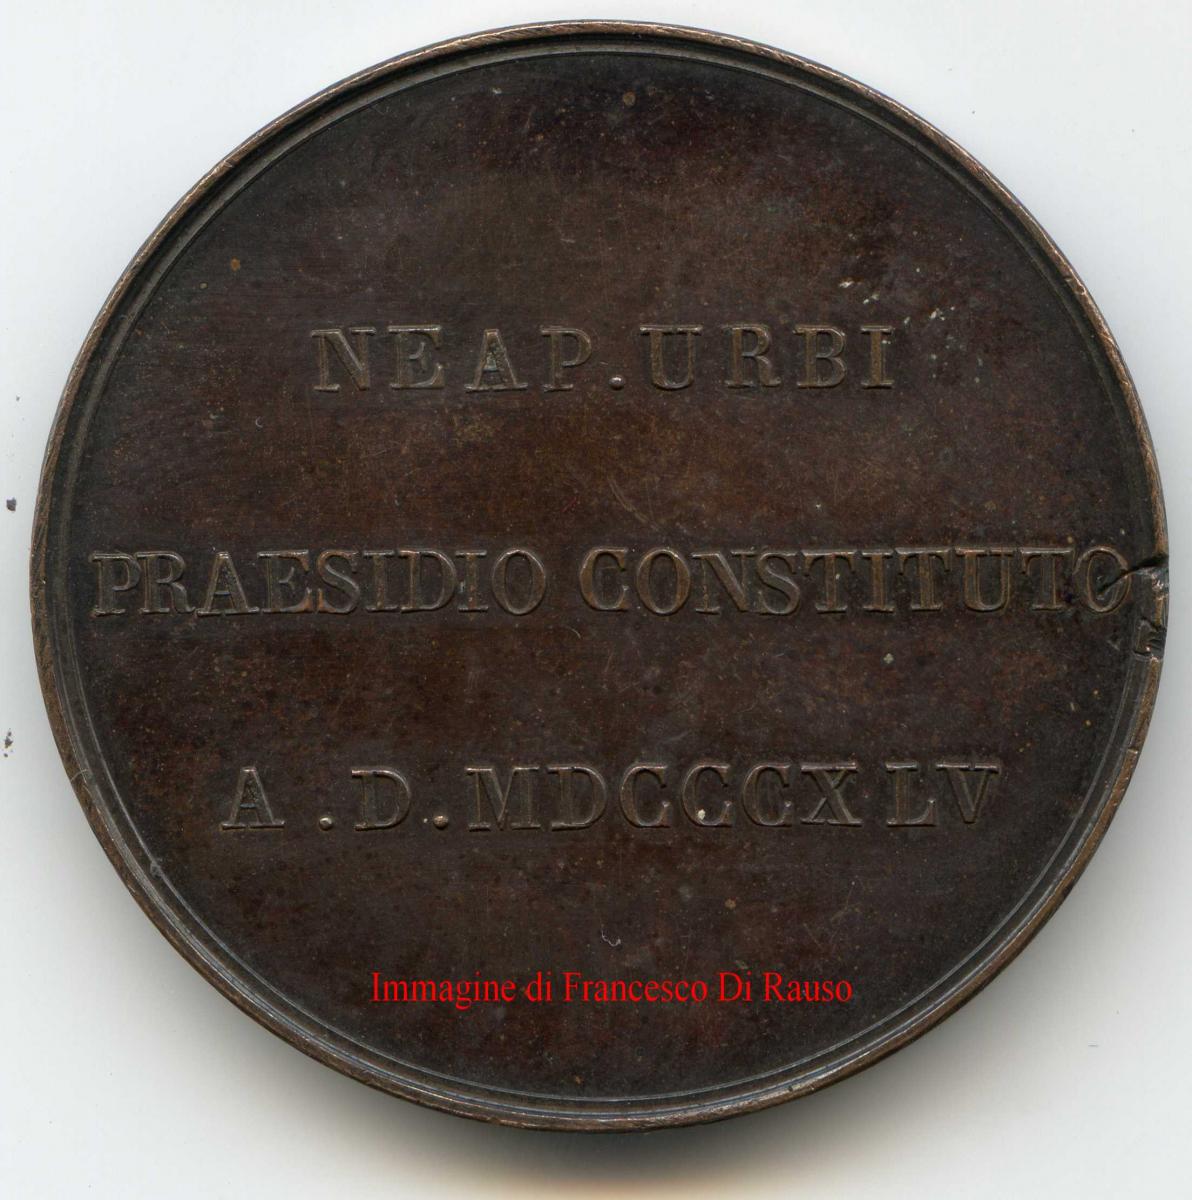 NEAP. URBI
PRAESIDIO CONSTITUTO
A. D. MDCCCXLV
Immagine di Francesco Di Rauso